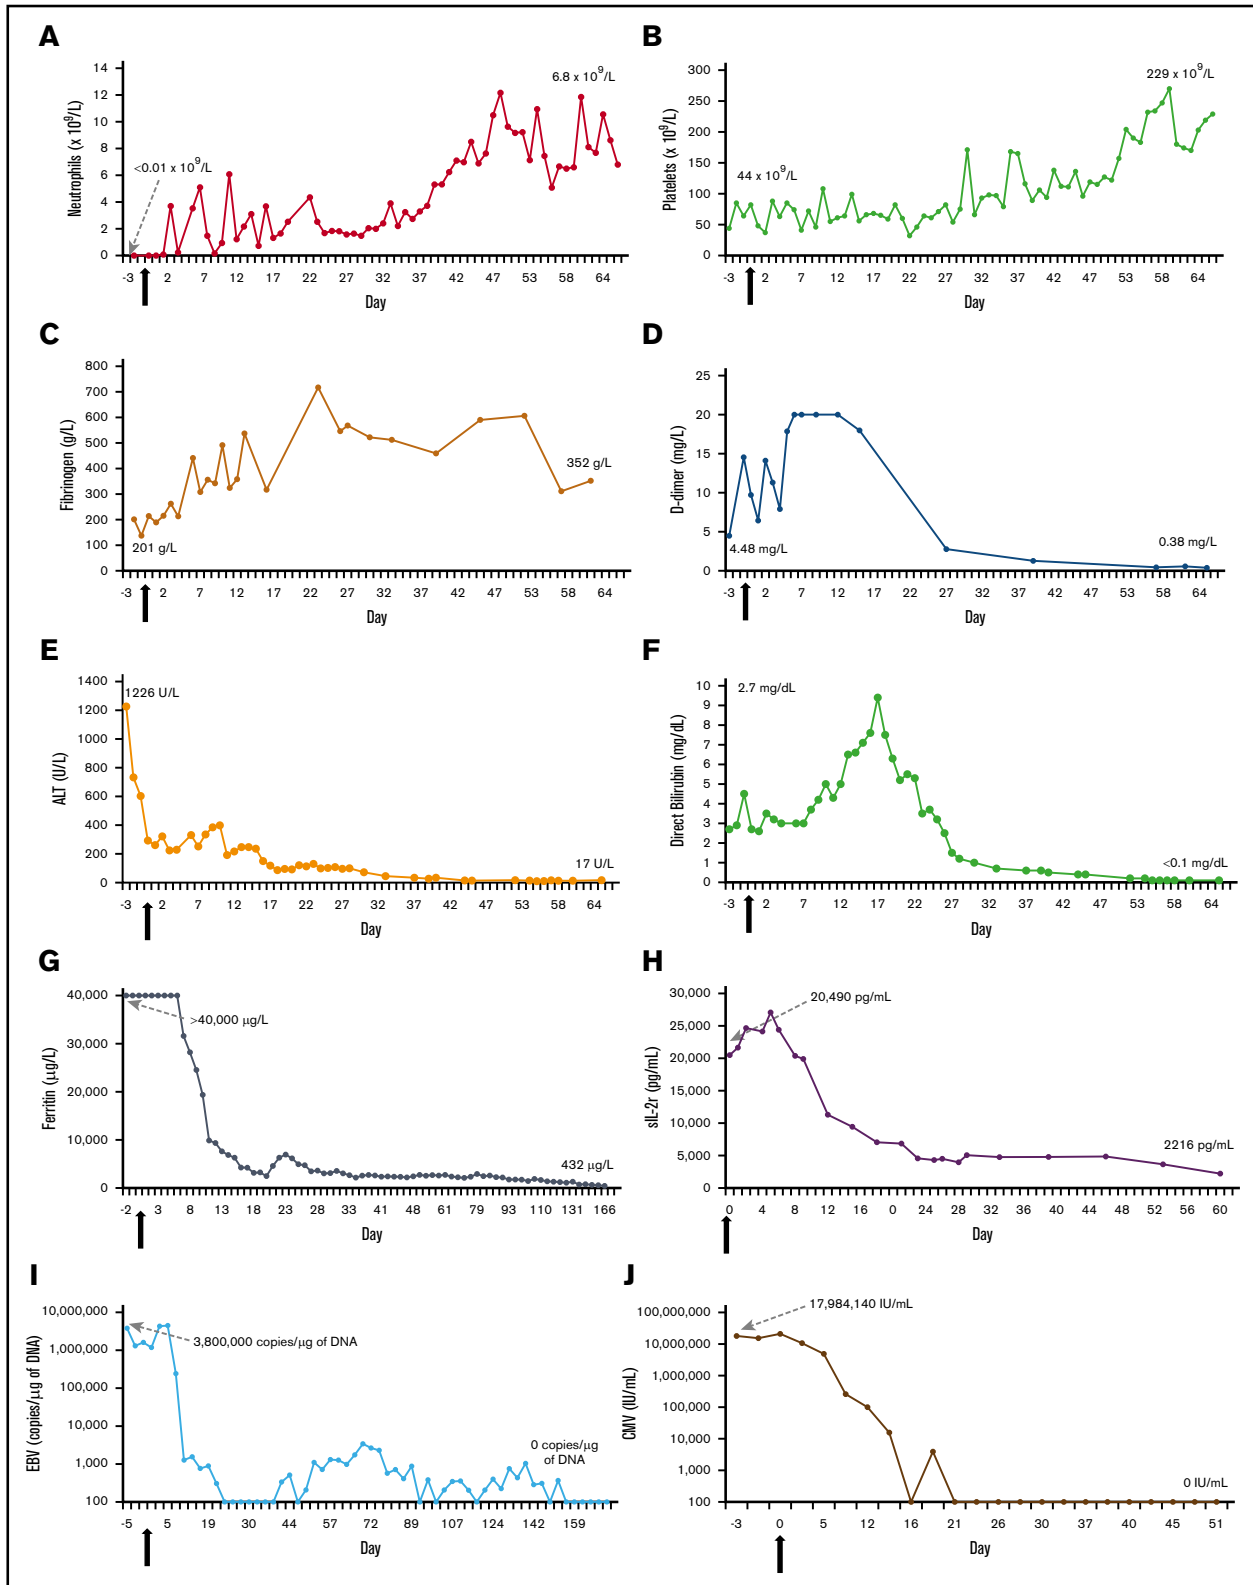 A
Neutrophils (x 10⁹/L)
14
12
10
8
6
4
2
0
<0.01 x 10⁹/L
6.8 x 10⁹/L
-3 2 7 12 17 22 27 32 37 42 47 53 58 64
Day
B
Platelets (x 10⁹/L)
300
250
200
150
100
50
0
44 x 10⁹/L
229 x 10⁹/L
-3 2 7 12 17 22 27 32 37 42 47 53 58 64
Day
C
Fibrinogen (g/L)
800
700
600
500
400
300
200
100
0
201 g/L
352 g/L
-3 2 7 12 17 22 27 32 37 42 47 53 58 64
Day
D
D-dimer (mg/L)
25
20
15
10
5
0
4.48 mg/L
0.38 mg/L
-3 2 7 12 17 22 27 32 37 42 47 53 58 64
Day
E
ALT (U/L)
1400
1200
1000
800
600
400
200
0
1226 U/L
17 U/L
-3 2 7 12 17 22 27 32 37 42 47 53 58 64
Day
F
Direct Bilirubin (mg/dL)
10
9
8
7
6
5
4
3
2
1
0
2.7 mg/dL
<0.1 mg/dL
-3 2 7 12 17 22 27 32 37 42 47 53 58 64
Day
G
Ferritin (µg/L)
40,000
30,000
20,000
10,000
0
>40,000 µg/L
432 µg/L
-2 3 8 13 18 23 28 33 41 48 61 79 93 110 131 166
Day
H
sIL-2r (pg/mL)
30,000
25,000
20,000
15,000
10,000
5,000
0
20,490 pg/mL
2216 pg/mL
0 4 8 12 16 0 24 28 32 36 40 44 48 52 56 60
Day
I
EBV (copies/µg of DNA)
10,000,000
1,000,000
100,000
10,000
1,000
100
3,800,000 copies/µg of DNA
0 copies/µg
of DNA
-5 5 19 30 44 57 72 89 107 124 142 159
Day
J
CMV (IU/mL)
100,000,000
10,000,000
1,000,000
100,000
10,000
1,000
100
17,984,140 IU/mL
0 IU/mL
-3 0 5 12 16 21 26 30 37 40 45 51
Day